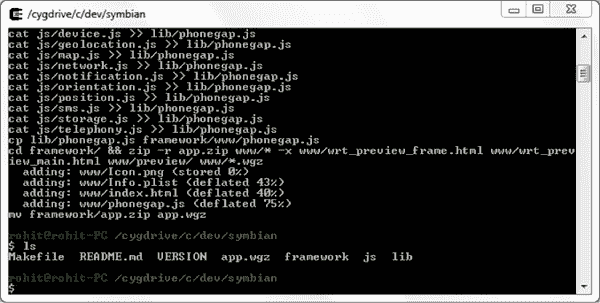 /cygdrive/c/dev/symbian
cat js/device.js >> lib/phonegap.js
cat js/geolocation.js >> lib/phonegap.js
cat js/map.js >> lib/phonegap.js
cat js/network.js >> lib/phonegap.js
cat js/notification.js >> lib/phonegap.js
cat js/orientation.js >> lib/phonegap.js
cat js/position.js >> lib/phonegap.js
cat js/sms.js >> lib/phonegap.js
cat js/storage.js >> lib/phonegap.js
cat js/telephony.js >> lib/phonegap.js
cp lib/phonegap.js framework/www/phonegap.js
cd framework/ && zip -r app.zip www/* -x www/wrt_preview_frame.html www/wrt_prev
iew_main.html www/preview/ www/*.wgz
adding: www/Icon.png (stored 0%)
adding: www/Info.plist (deflated 43%)
adding: www/index.html (deflated 40%)
adding: www/phonegap.js (deflated 75%)
mv framework/app.zip app.wgz
rohit@rohit-PC /cygdrive/c/dev/symbian
$ ls
Makefile README.md VERSION app.wgz framework js lib
rohit@rohit-PC /cygdrive/c/dev/symbian
$